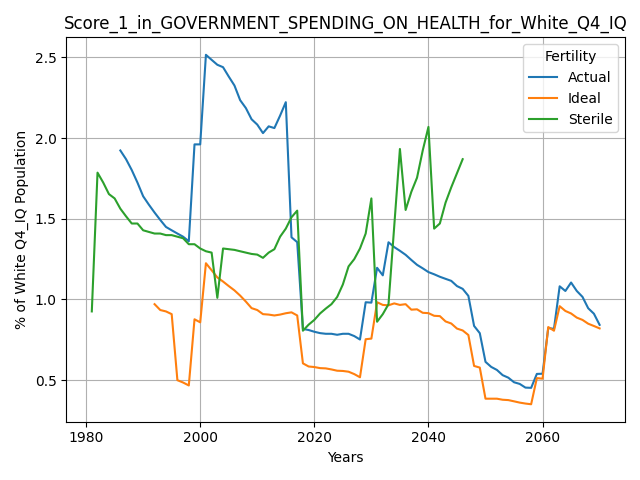 Score_1_in_GOVERNMENT_SPENDING_ON_HEALTH_for_White_Q4_IQ
% of White Q4_IQ Population
2.5
2.0
1.5
1.0
0.5
Fertility
Actual
Ideal
Sterile
1980
2000
2020
2040
2060
Years